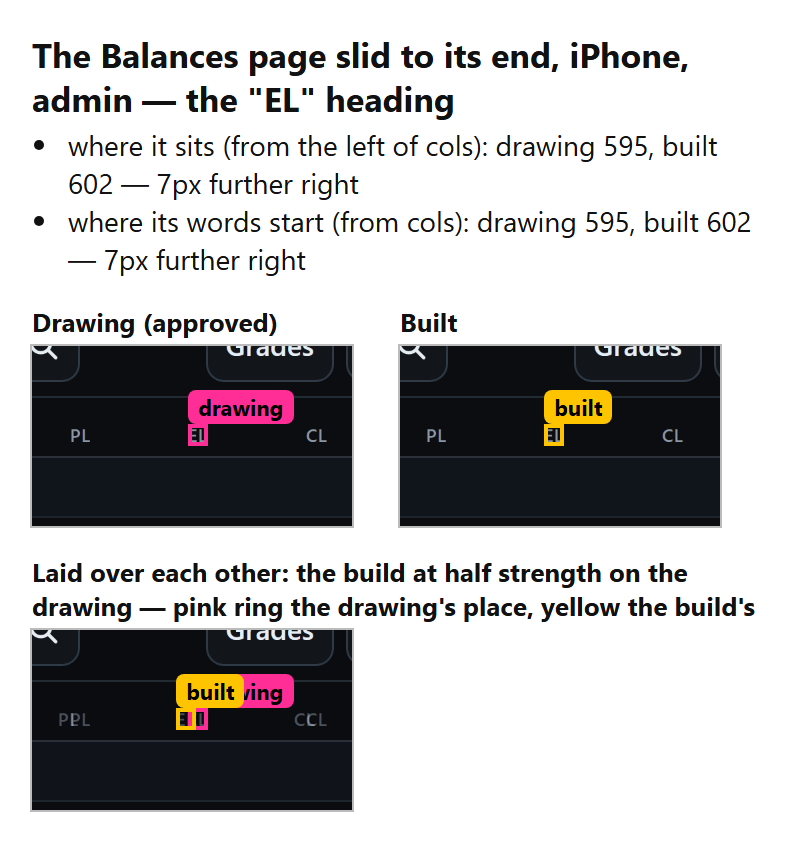 The Balances page slid to its end, iPhone,
admin — the "EL" heading
• where it sits (from the left of cols): drawing 595, built
602 — 7px further right
• where its words start (from cols): drawing 595, built 602
— 7px further right
Drawing (approved)
Built
Grades
drawing
PL EL CL
Grades
built
PL EL CL
Laid over each other: the build at half strength on the
drawing — pink ring the drawing's place, yellow the build's
Grades
built